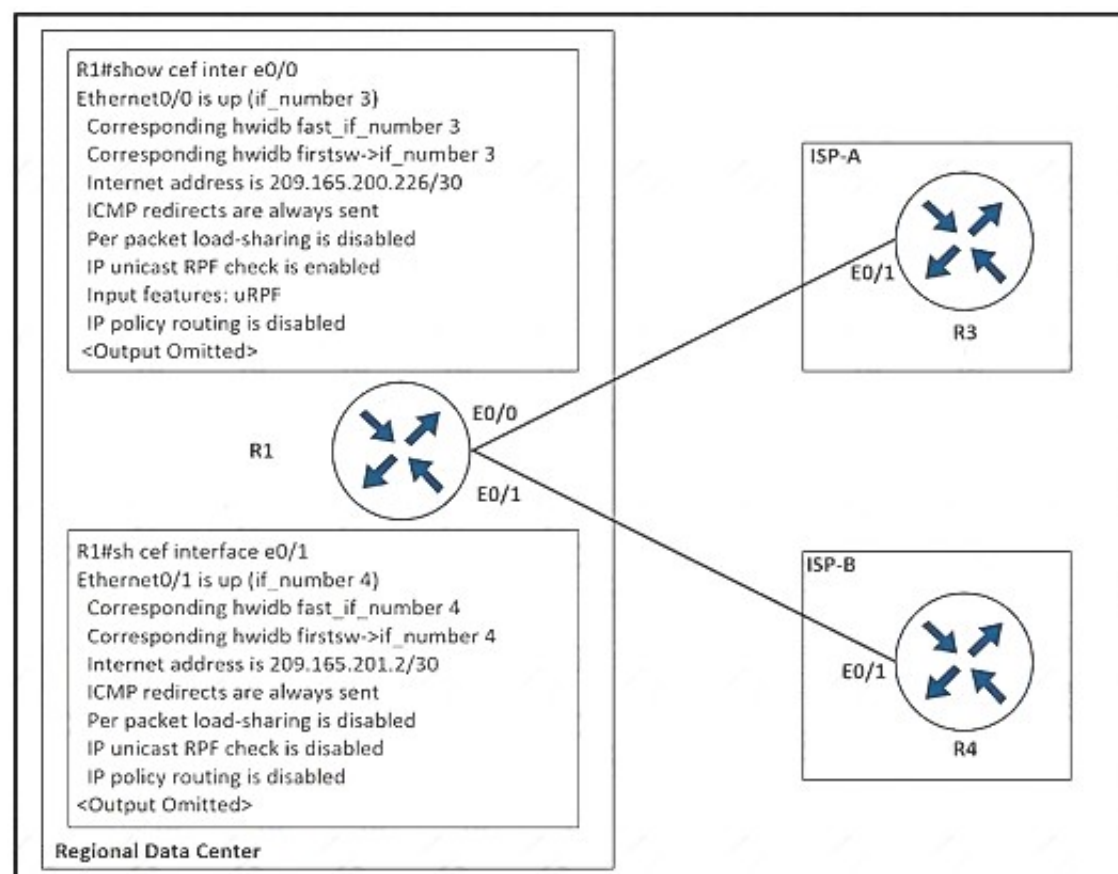 R1#show cef inter e0/0
Ethernet0/0 is up (if_number 3)
Corresponding hwidb fast_if_number 3
Corresponding hwidb firstsw->if_number 3
Internet address is 209.165.200.226/30
ICMP redirects are always sent
Per packet load-sharing is disabled
IP unicast RPF check is enabled
Input features: uRPF
IP policy routing is disabled
<Output Omitted>
ISP-A
E0/1
R3
E0/0
R1
E0/1
R1#sh cef interface e0/1
Ethernet0/1 is up (if_number 4)
Corresponding hwidb fast_if_number 4
Corresponding hwidb firstsw->if_number 4
Internet address is 209.165.201.2/30
ICMP redirects are always sent
Per packet load-sharing is disabled
IP unicast RPF check is disabled
IP policy routing is disabled
<Output Omitted>
ISP-B
E0/1
R4
Regional Data Center